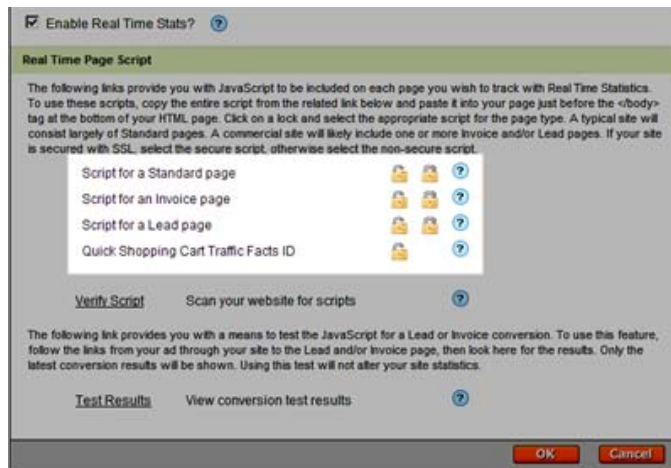 Enable Real Time Stats? ?
Real Time Page Script
The following links provide you with JavaScript to be included on each page you wish to track with Real Time Statistics.
To use these scripts, copy the entire script from the related link below and paste it into your page just before the </body>
tag at the bottom of your HTML page. Click on a lock and select the appropriate script for the page type. A typical site will
consist largely of Standard pages. A commercial site will likely include one or more Invoice and/or Lead pages. If your site
is secured with SSL, select the secure script, otherwise select the non-secure script.
Script for a Standard page ?
Script for an Invoice page ?
Script for a Lead page ?
Quick Shopping Cart Traffic Facts ID ?
Verify Script Scan your website for scripts ?
The following link provides you with a means to test the JavaScript for a Lead or Invoice conversion. To use this feature,
follow the links from your ad through your site to the Lead and/or Invoice page, then look here for the results. Only the
latest conversion results will be shown. Using this test will not alter your site statistics.
Test Results View conversion test results ?
OK Cancel